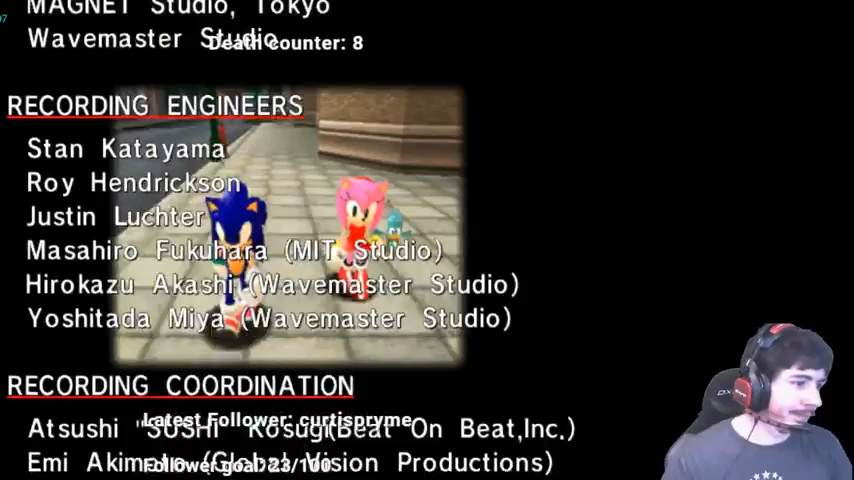 MAGNET Studio, Tokyo
Wavemaster Studio
Death counter: 8
RECORDING ENGINEERS
Stan Katayama
Roy Hendrickson
Justin Luchter
Masahiro Fukuhara (MIT Studio)
Hirokazu Akashi (Wavemaster Studio)
Yoshitada Miya (Wavemaster Studio)
RECORDING COORDINATION
Latest Follower: curtispryme
Atsushi "SUSHI" Kosugi(Beat On Beat,Inc.)
Emi Akimoto (Global Vision Productions)
Follower goal: 23/100